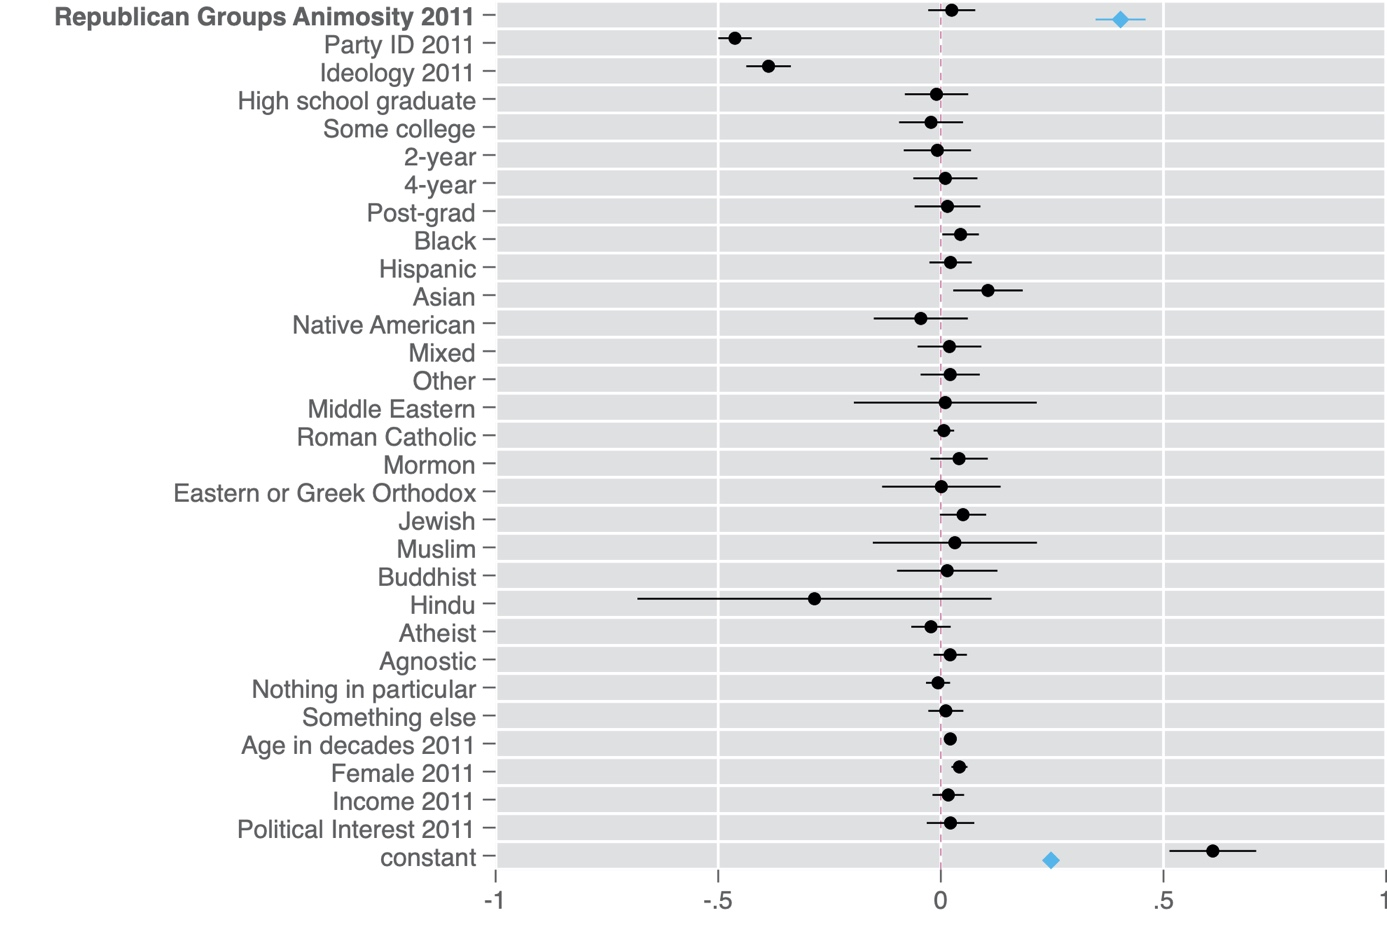 Republican Groups Animosity 2011
Party ID 2011
Ideology 2011
High school graduate
Some college
2-year
4-year
Post-grad
Black
Hispanic
Asian
Native American
Mixed
Other
Middle Eastern
Roman Catholic
Mormon
Eastern or Greek Orthodox
Jewish
Muslim
Buddhist
Hindu
Atheist
Agnostic
Nothing in particular
Something else
Age in decades 2011
Female 2011
Income 2011
Political Interest 2011
constant
-1 -.5 0 .5 1